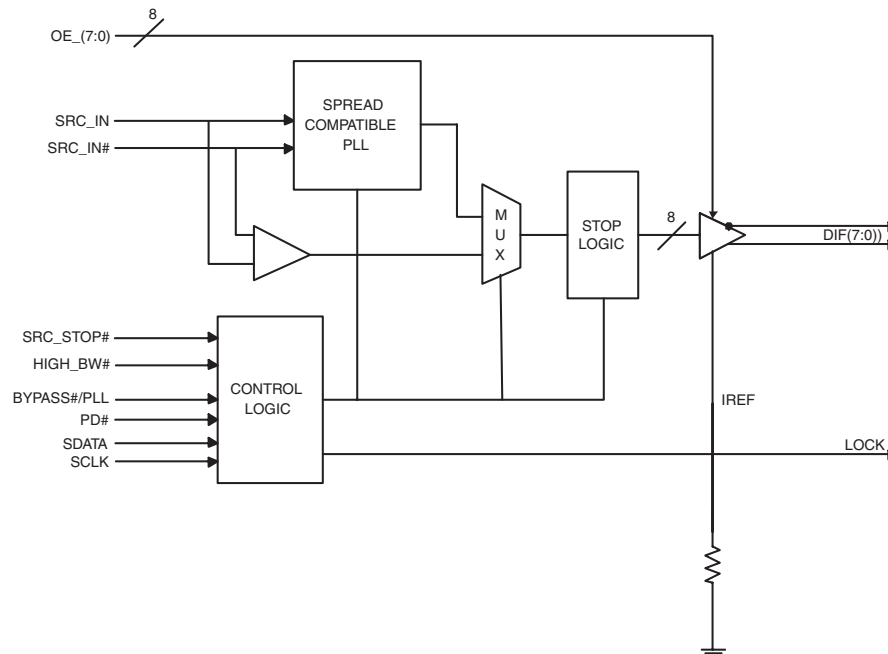 8
OE_(7:0)
SPREAD
COMPATIBLE
PLL
SRC_IN
SRC_IN#
M
U
X
STOP
LOGIC
8
DIF(7:0))
SRC_STOP#
HIGH_BW#
BYPASS#/PLL
PD#
SDATA
SCLK
CONTROL
LOGIC
IREF
LOCK